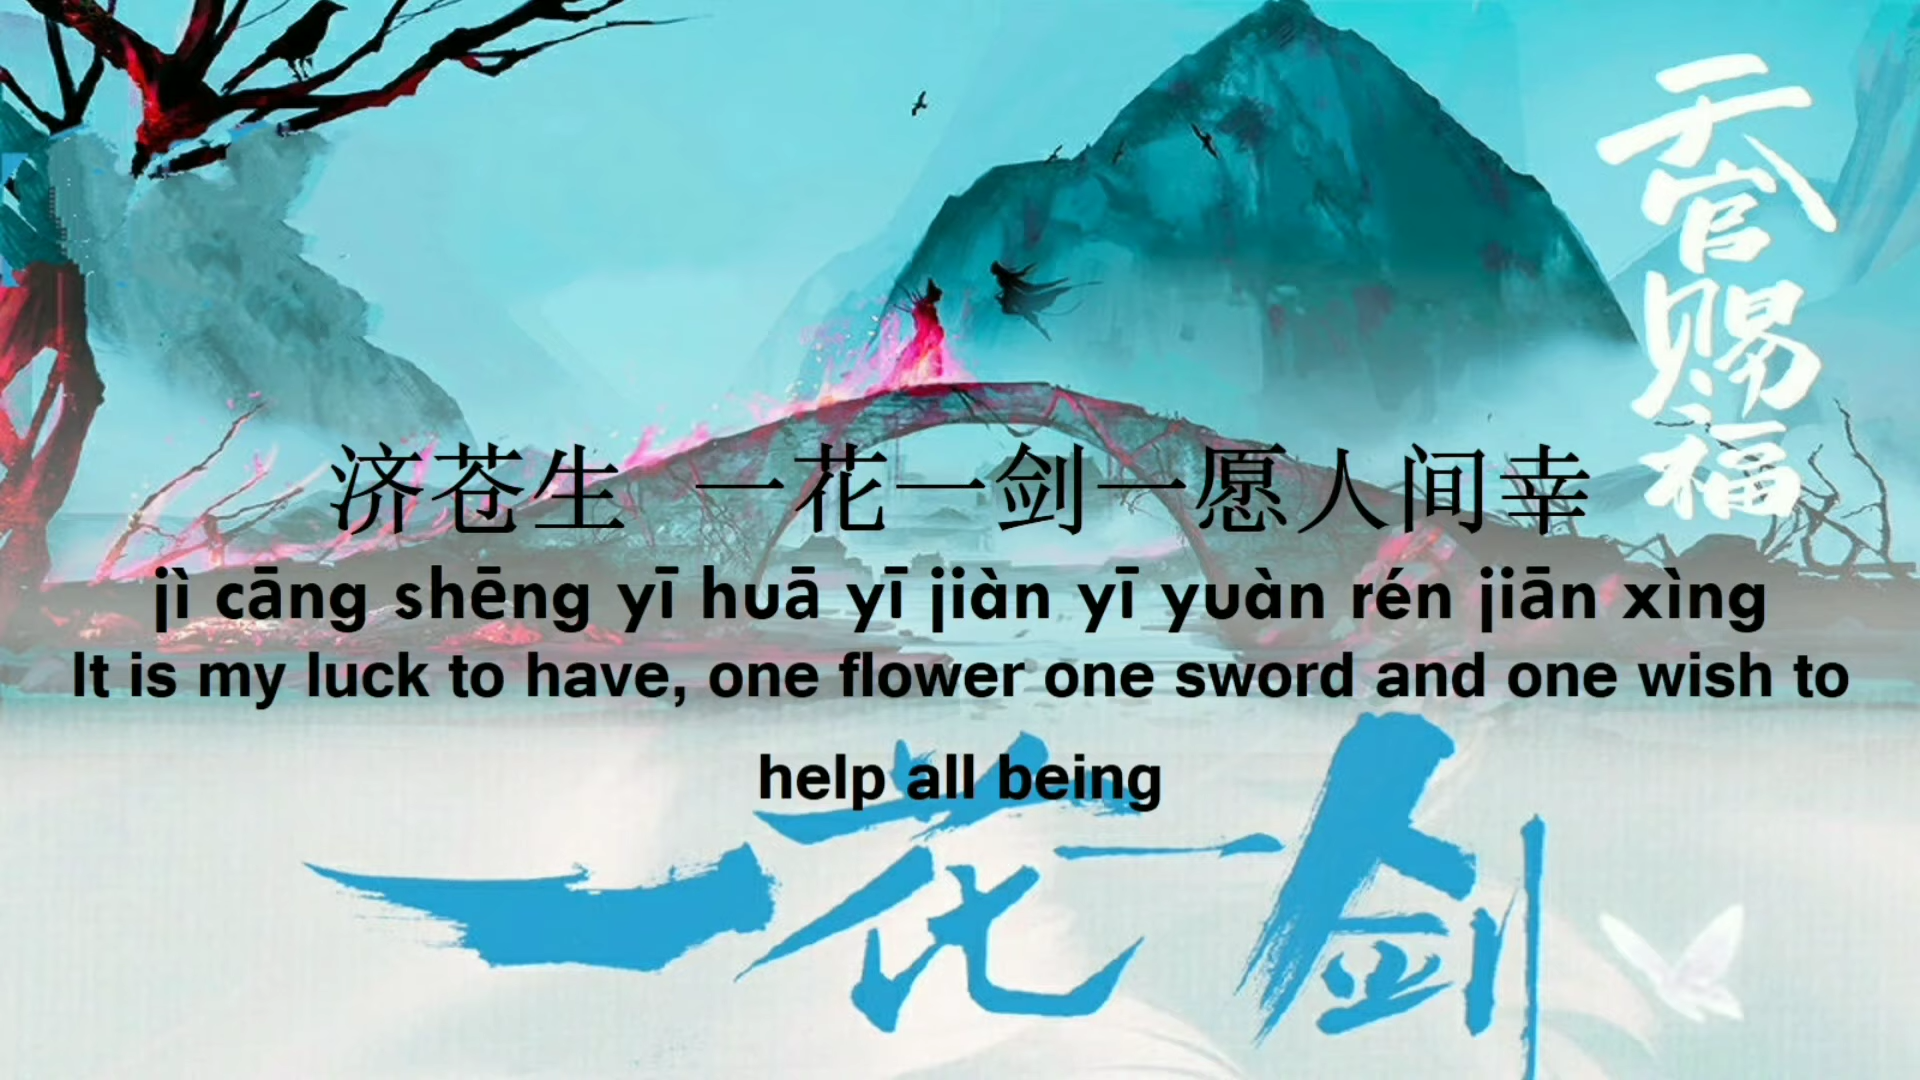 天官赐福
济苍生 一花一剑一愿人间幸
jì cāng shēng yī huā yī jiàn yī yuàn rén jiān xìng
It is my luck to have, one flower one sword and one wish to
help all being
一花一剑